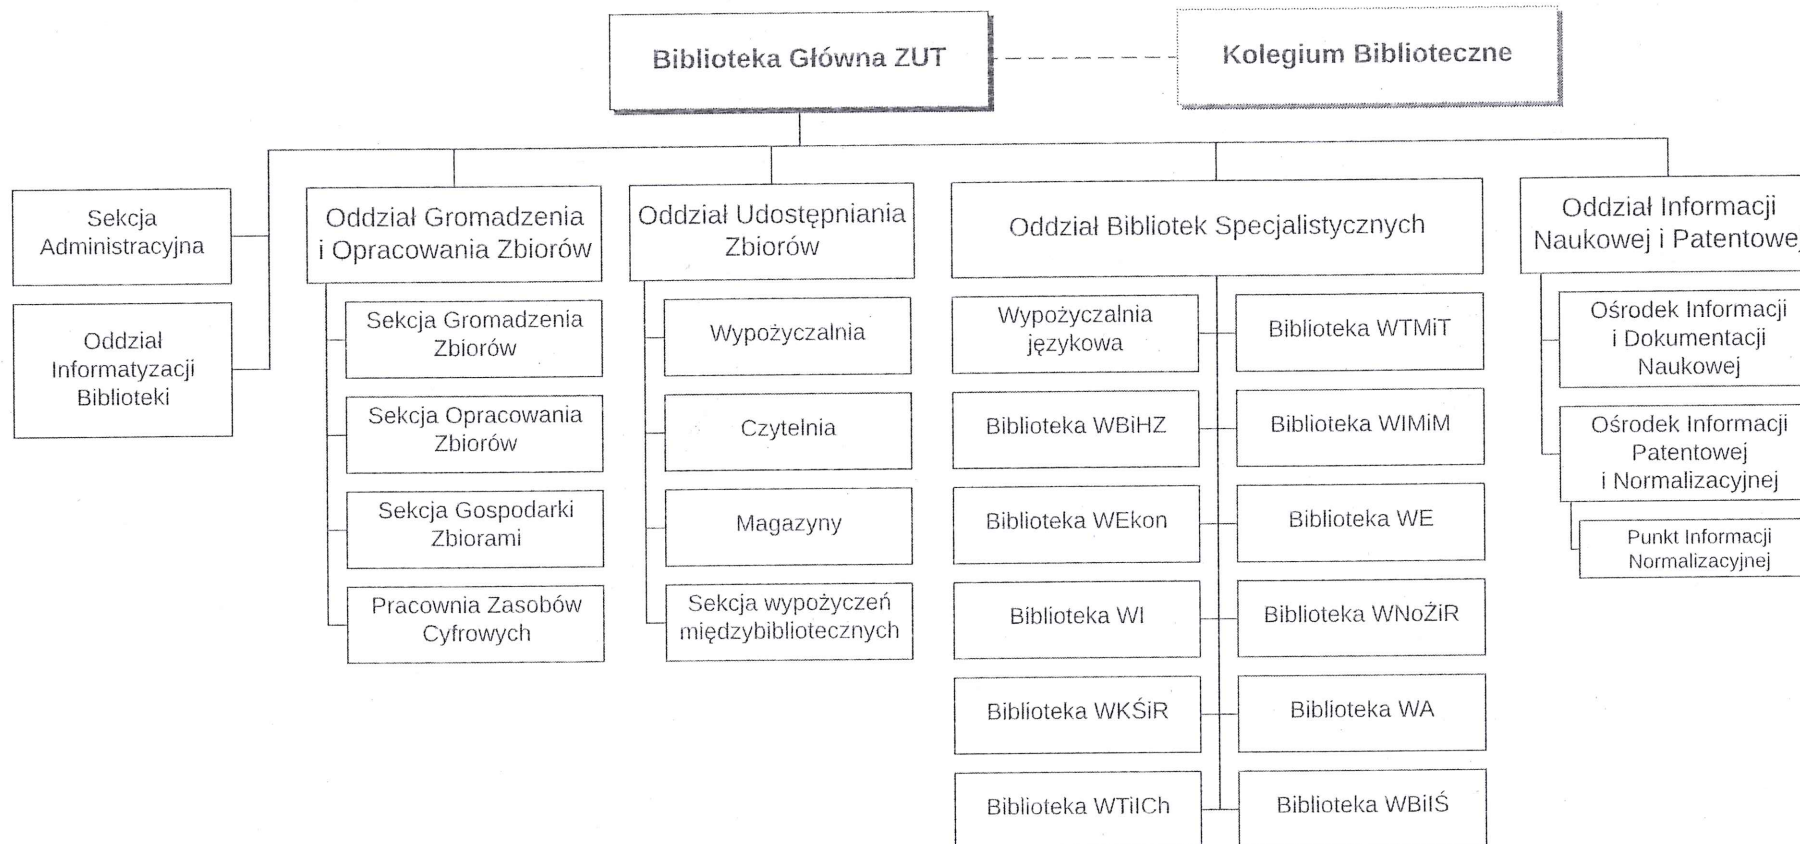 Biblioteka Główna ZUT
Kolegium Biblioteczne
Sekcja
Administracyjna
Oddział
Informatyzacji
Biblioteki
Oddział Gromadzenia
i Opracowania Zbiorów
Sekcja Gromadzenia
Zbiorów
Sekcja Opracowania
Zbiorów
Sekcja Gospodarki
Zbiorami
Pracownia Zasobów
Cyfrowych
Oddział Udostępniania
Zbiorów
Wypożyczalnia
Czytelnia
Magazyny
Sekcja wypożyczeń
międzybibliotecznych
Oddział Bibliotek Specjalistycznych
Wypożyczalnia
językowa
Biblioteka WTMiT
Biblioteka WBiHZ
Biblioteka WIMiM
Biblioteka WEkon
Biblioteka WE
Biblioteka WI
Biblioteka WNoŻiR
Biblioteka WKŚiR
Biblioteka WA
Biblioteka WTiICh
Biblioteka WBiIŚ
Oddział Informacji
Naukowej i Patentowej
Ośrodek Informacji
i Dokumentacji
Naukowej
Ośrodek Informacji
Patentowej
i Normalizacyjnej
Punkt Informacji
Normalizacyjnej